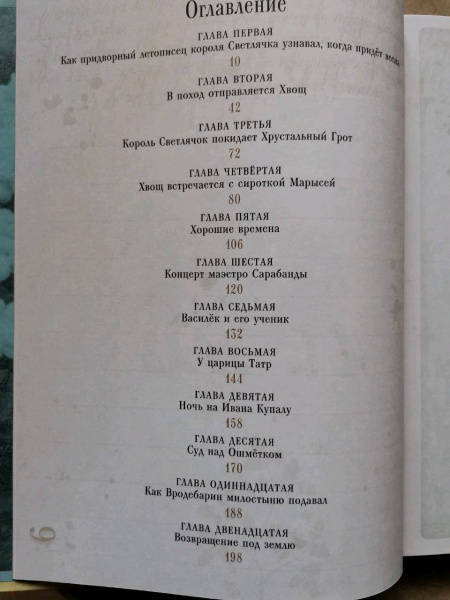 Оглавление
ГЛАВА ПЕРВАЯ
Как придворный летописец короля Светлячка узнавал, когда придёт весна
10
ГЛАВА ВТОРАЯ
В поход отправляется Хвощ
42
ГЛАВА ТРЕТЬЯ
Король Светлячок покидает Хрустальный Грот
72
ГЛАВА ЧЕТВЁРТАЯ
Хвощ встречается с сироткой Марысей
80
ГЛАВА ПЯТАЯ
Хорошие времена
106
ГЛАВА ШЕСТАЯ
Концерт маэстро Сарабанды
120
ГЛАВА СЕДЬМАЯ
Василёк и его ученик
132
ГЛАВА ВОСЬМАЯ
У царицы Татр
144
ГЛАВА ДЕВЯТАЯ
Ночь на Ивана Купалу
158
ГЛАВА ДЕСЯТАЯ
Суд над Ошмётком
170
ГЛАВА ОДИННАДЦАТАЯ
Как Вродебарин милостыню подавал
188
ГЛАВА ДВЕНАДЦАТАЯ
Возвращение под землю
198
6